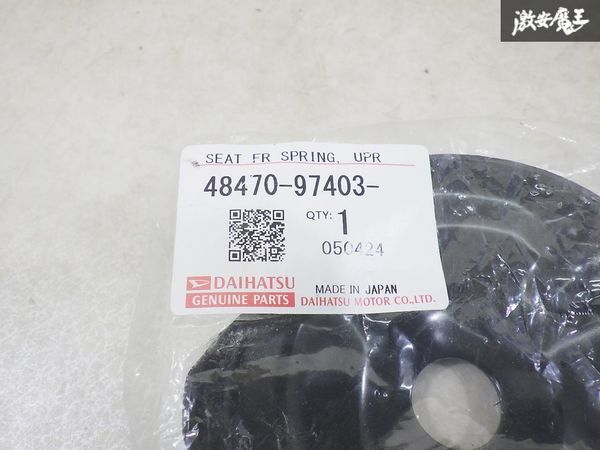 激安魔王
SEAT FR SPRING, UPR
48470-97403-
QTY: 1
050424
DAIHATSU
GENUINE PARTS
MADE IN JAPAN
DAIHATSU MOTOR CO.,LTD.